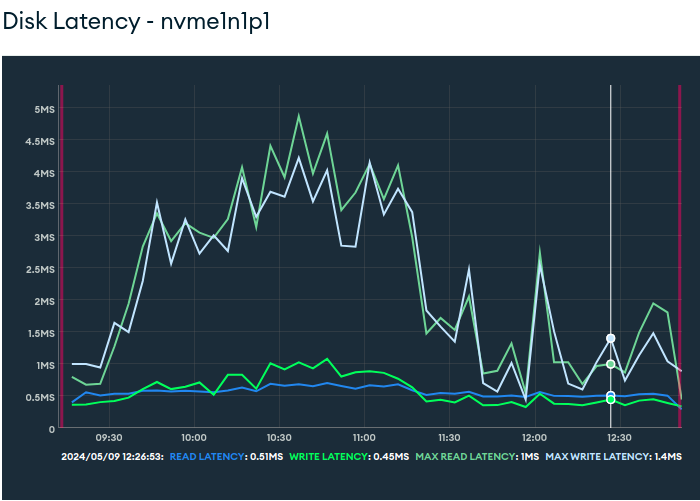 Disk Latency - nvme1n1p1
5MS
4.5MS
4MS
3.5MS
3MS
2.5MS
2MS
1.5MS
1MS
0.5MS
0
09:30 10:00 10:30 11:00 11:30 12:00 12:30
2024/05/09 12:26:53: READ LATENCY: 0.51MS WRITE LATENCY: 0.45MS MAX READ LATENCY: 1MS MAX WRITE LATENCY: 1.4MS